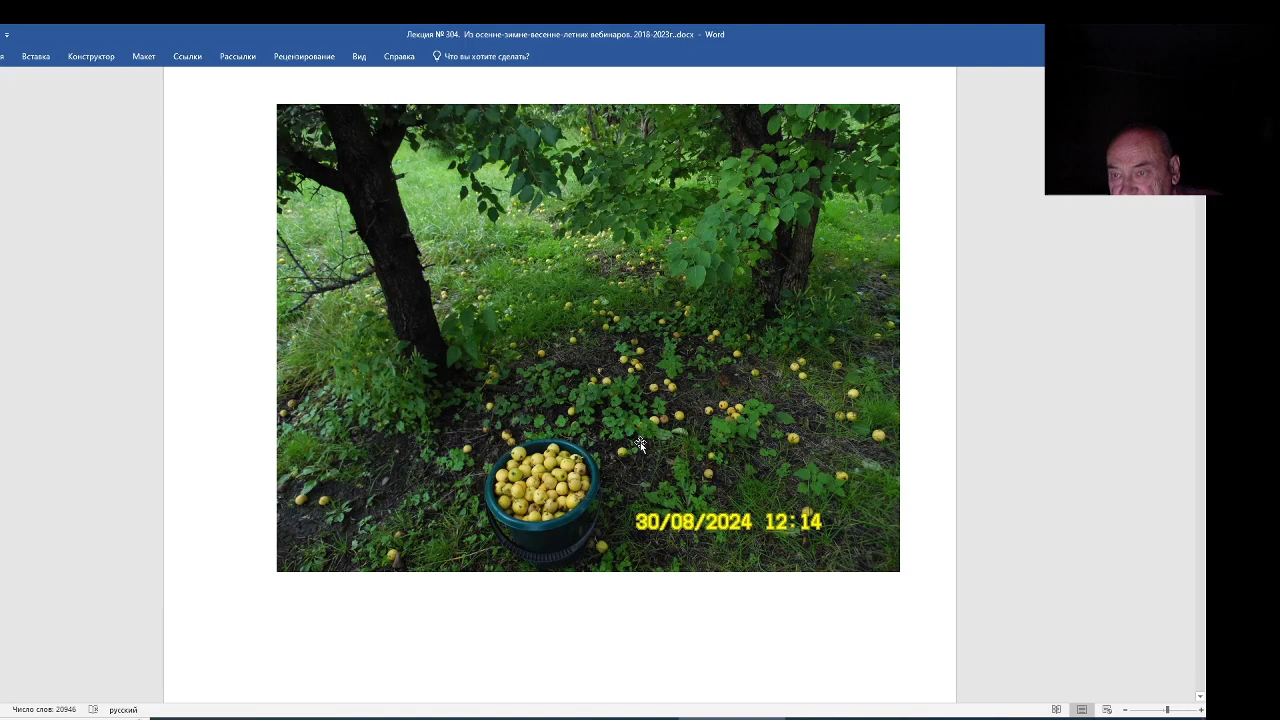 Лекция № 304. Из осенне-зимне-весенне-летних вебинаров. 2018-2023г..docx - Word
я Вставка Конструктор Макет Ссылки Рассылки Рецензирование Вид Справка Что вы хотите сделать?
30/08/2024 12:14
Число слов: 20946 русский